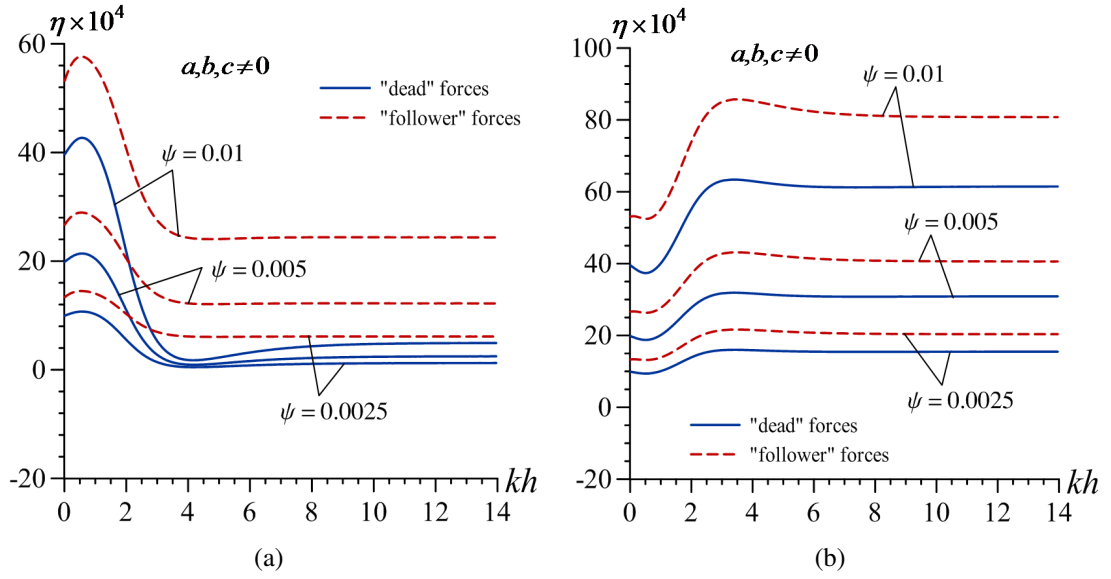 η×10⁴
60
40
20
0
-20
a,b,c≠0
"dead" forces
"follower" forces
ψ = 0.01
ψ = 0.005
ψ = 0.0025
0 2 4 6 8 10 12 14
kh
(a)
η×10⁴
100
80
60
40
20
0
-20
a,b,c≠0
ψ = 0.01
ψ = 0.005
ψ = 0.0025
"dead" forces
"follower" forces
0 2 4 6 8 10 12 14
kh
(b)